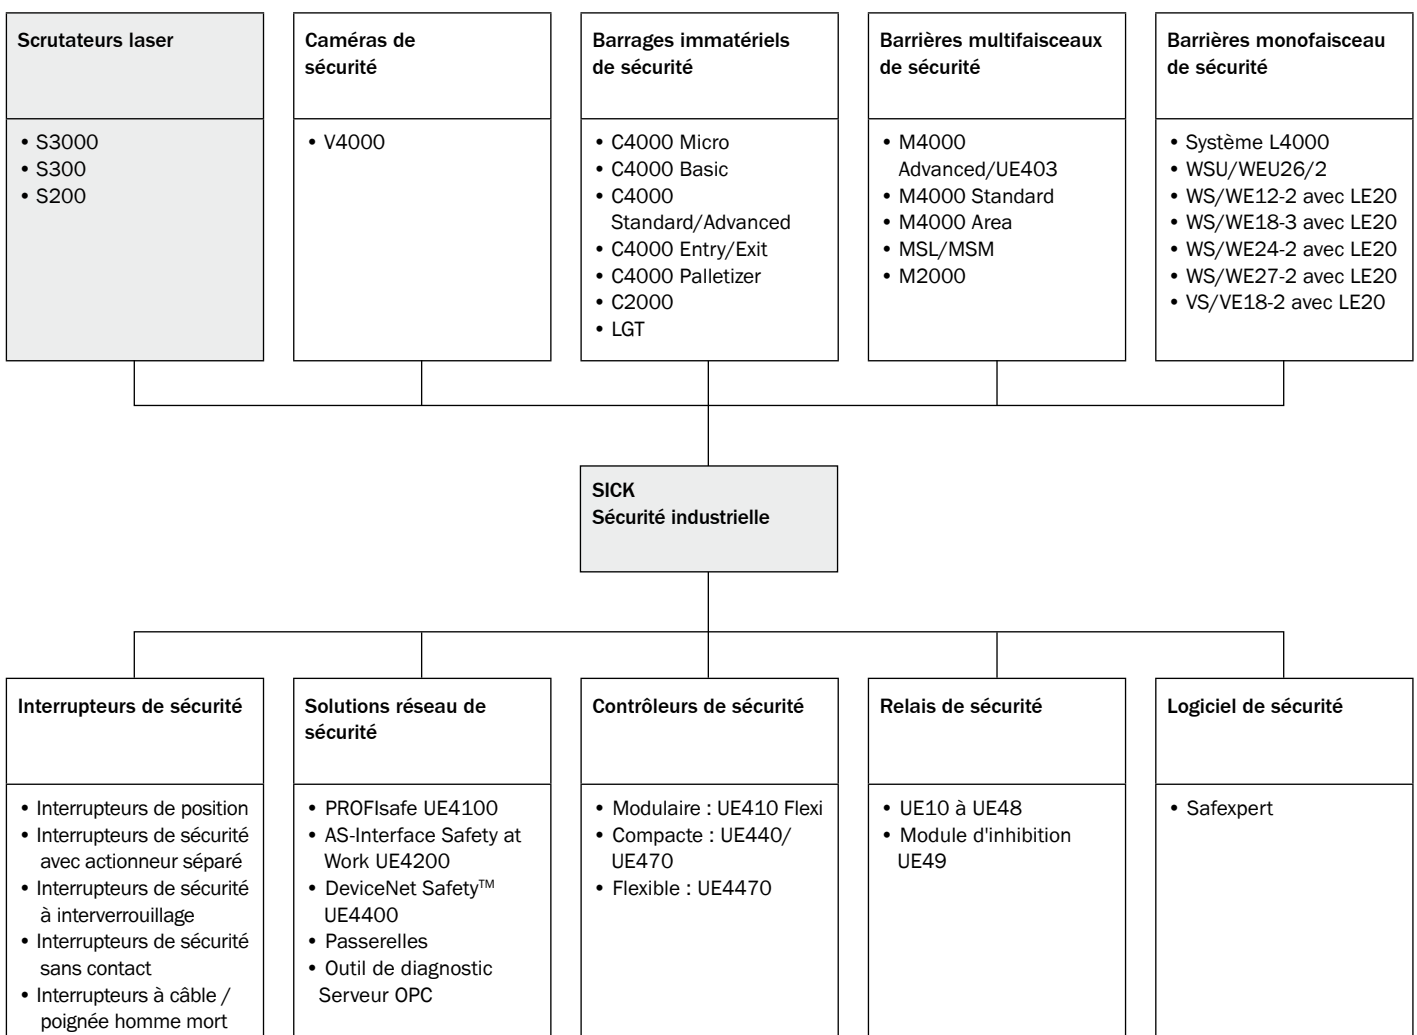 Scrutateurs laser
• S3000
• S300
• S200
Caméras de
sécurité
• V4000
Barrages immatériels
de sécurité
• C4000 Micro
• C4000 Basic
• C4000
Standard/Advanced
• C4000 Entry/Exit
• C4000 Palletizer
• C2000
• LGT
Barrières multifaisceaux
de sécurité
• M4000
Advanced/UE403
• M4000 Standard
• M4000 Area
• MSL/MSM
• M2000
Barrières monofaisceau
de sécurité
• Système L4000
• WSU/WEU26/2
• WS/WE12-2 avec LE20
• WS/WE18-3 avec LE20
• WS/WE24-2 avec LE20
• WS/WE27-2 avec LE20
• VS/VE18-2 avec LE20
SICK
Sécurité industrielle
Interrupteurs de sécurité
• Interrupteurs de position
• Interrupteurs de sécurité
avec actionneur séparé
• Interrupteurs de sécurité
à interverrouillage
• Interrupteurs de sécurité
sans contact
• Interrupteurs à câble /
poignée homme mort
Solutions réseau de
sécurité
• PROFIsafe UE4100
• AS-Interface Safety at
Work UE4200
• DeviceNet Safety™
UE4400
• Passerelles
• Outil de diagnostic
Serveur OPC
Contrôleurs de sécurité
• Modulaire : UE410 Flexi
• Compacte : UE440/
UE470
• Flexible : UE4470
Relais de sécurité
• UE10 à UE48
• Module d'inhibition
UE49
Logiciel de sécurité
• Safexpert